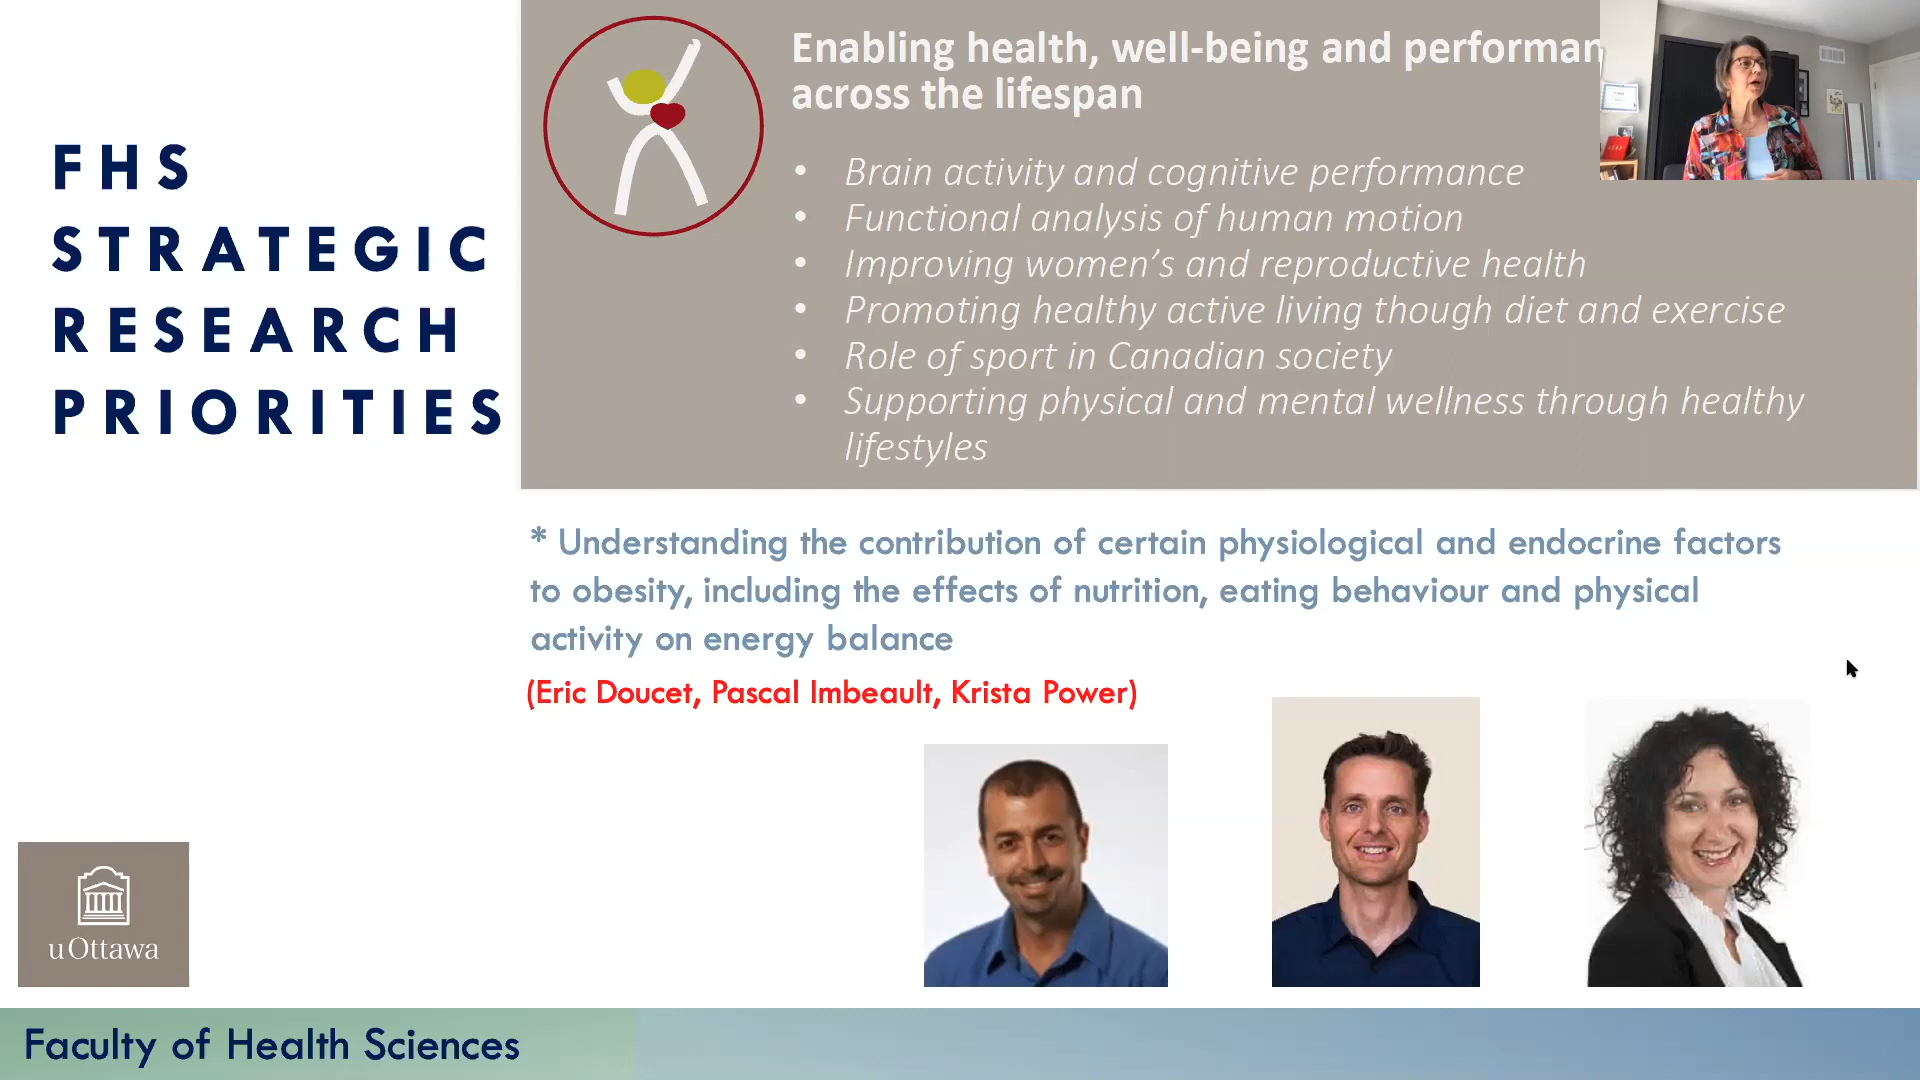 FHS
STRATEGIC
RESEARCH
PRIORITIES
Enabling health, well-being and performan
across the lifespan
• Brain activity and cognitive performance
• Functional analysis of human motion
• Improving women's and reproductive health
• Promoting healthy active living though diet and exercise
• Role of sport in Canadian society
• Supporting physical and mental wellness through healthy
lifestyles
* Understanding the contribution of certain physiological and endocrine factors
to obesity, including the effects of nutrition, eating behaviour and physical
activity on energy balance
(Eric Doucet, Pascal Imbeault, Krista Power)
uOttawa
Faculty of Health Sciences